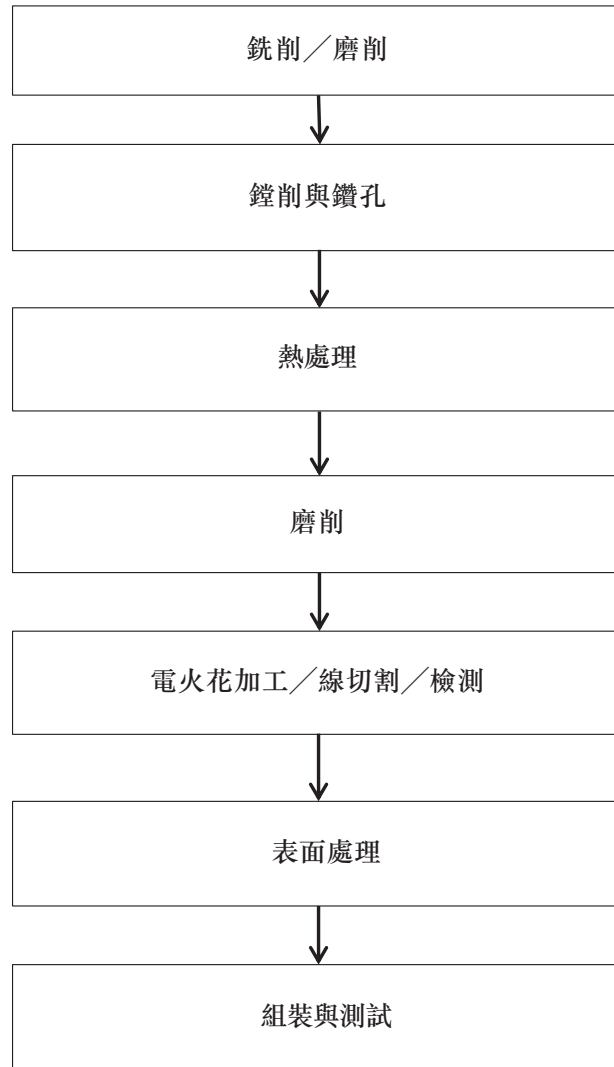 銑削／磨削
鏜削與鑽孔
熱處理
磨削
電火花加工／線切割／檢測
表面處理
組裝與測試